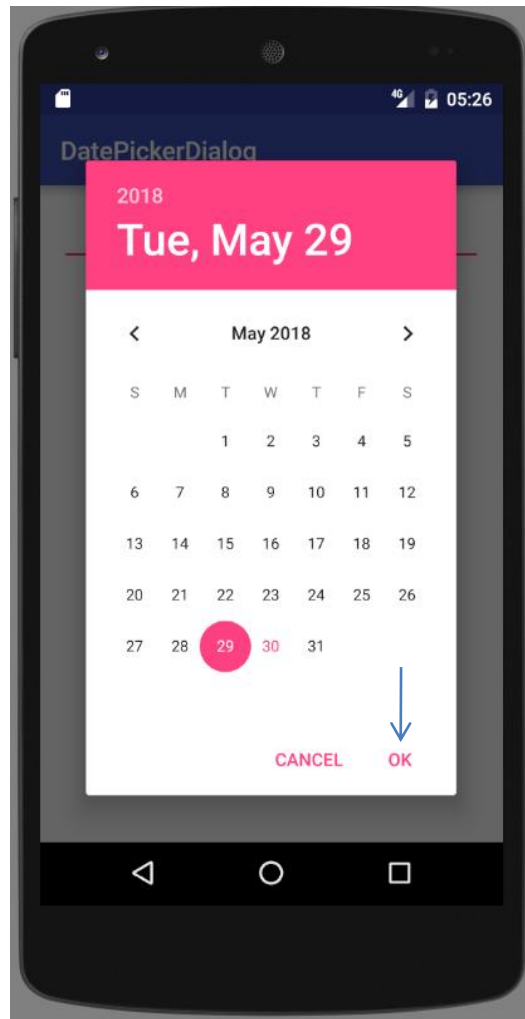 4G 05:26
DatePickerDialog
2018
Tue, May 29
May 2018
S M T W T F S
1 2 3 4 5
6 7 8 9 10 11 12
13 14 15 16 17 18 19
20 21 22 23 24 25 26
27 28 29 30 31
CANCEL OK